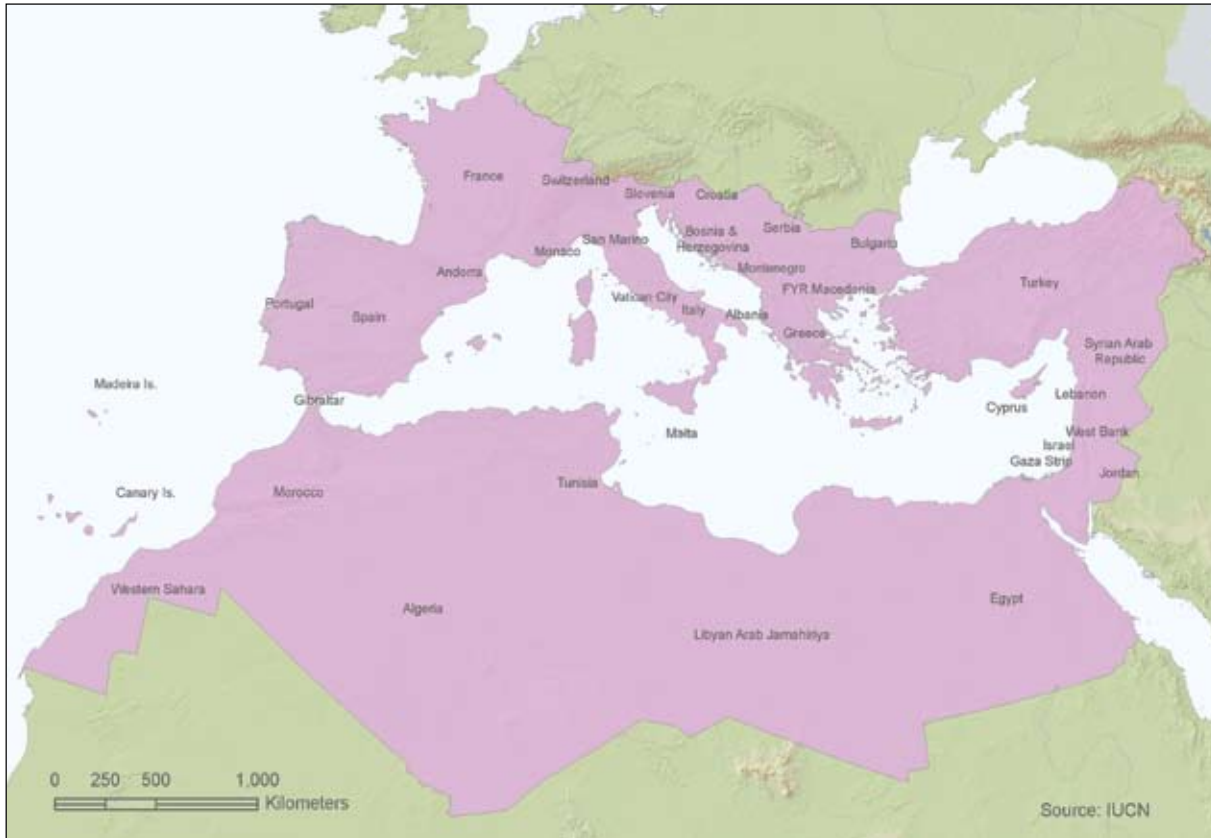 France
Switzerland
Slovenia
Croatia
Bosnia &
Herzegovina
Serbia
San Marino
Monaco
Bulgaria
Montenegro
Andorra
FYR Macedonia
Turkey
Portugal
Spain
Vatican City
Italy
Albania
Greece
Syrian Arab
Republic
Madeira Is.
Gibraltar
Lebanon
Cyprus
Malta
West Bank
Israel
Gaza Strip
Jordan
Canary Is.
Morocco
Tunisia
Western Sahara
Algeria
Egypt
Libyan Arab Jamahiriya
0 250 500 1,000
Kilometers
Source: IUCN